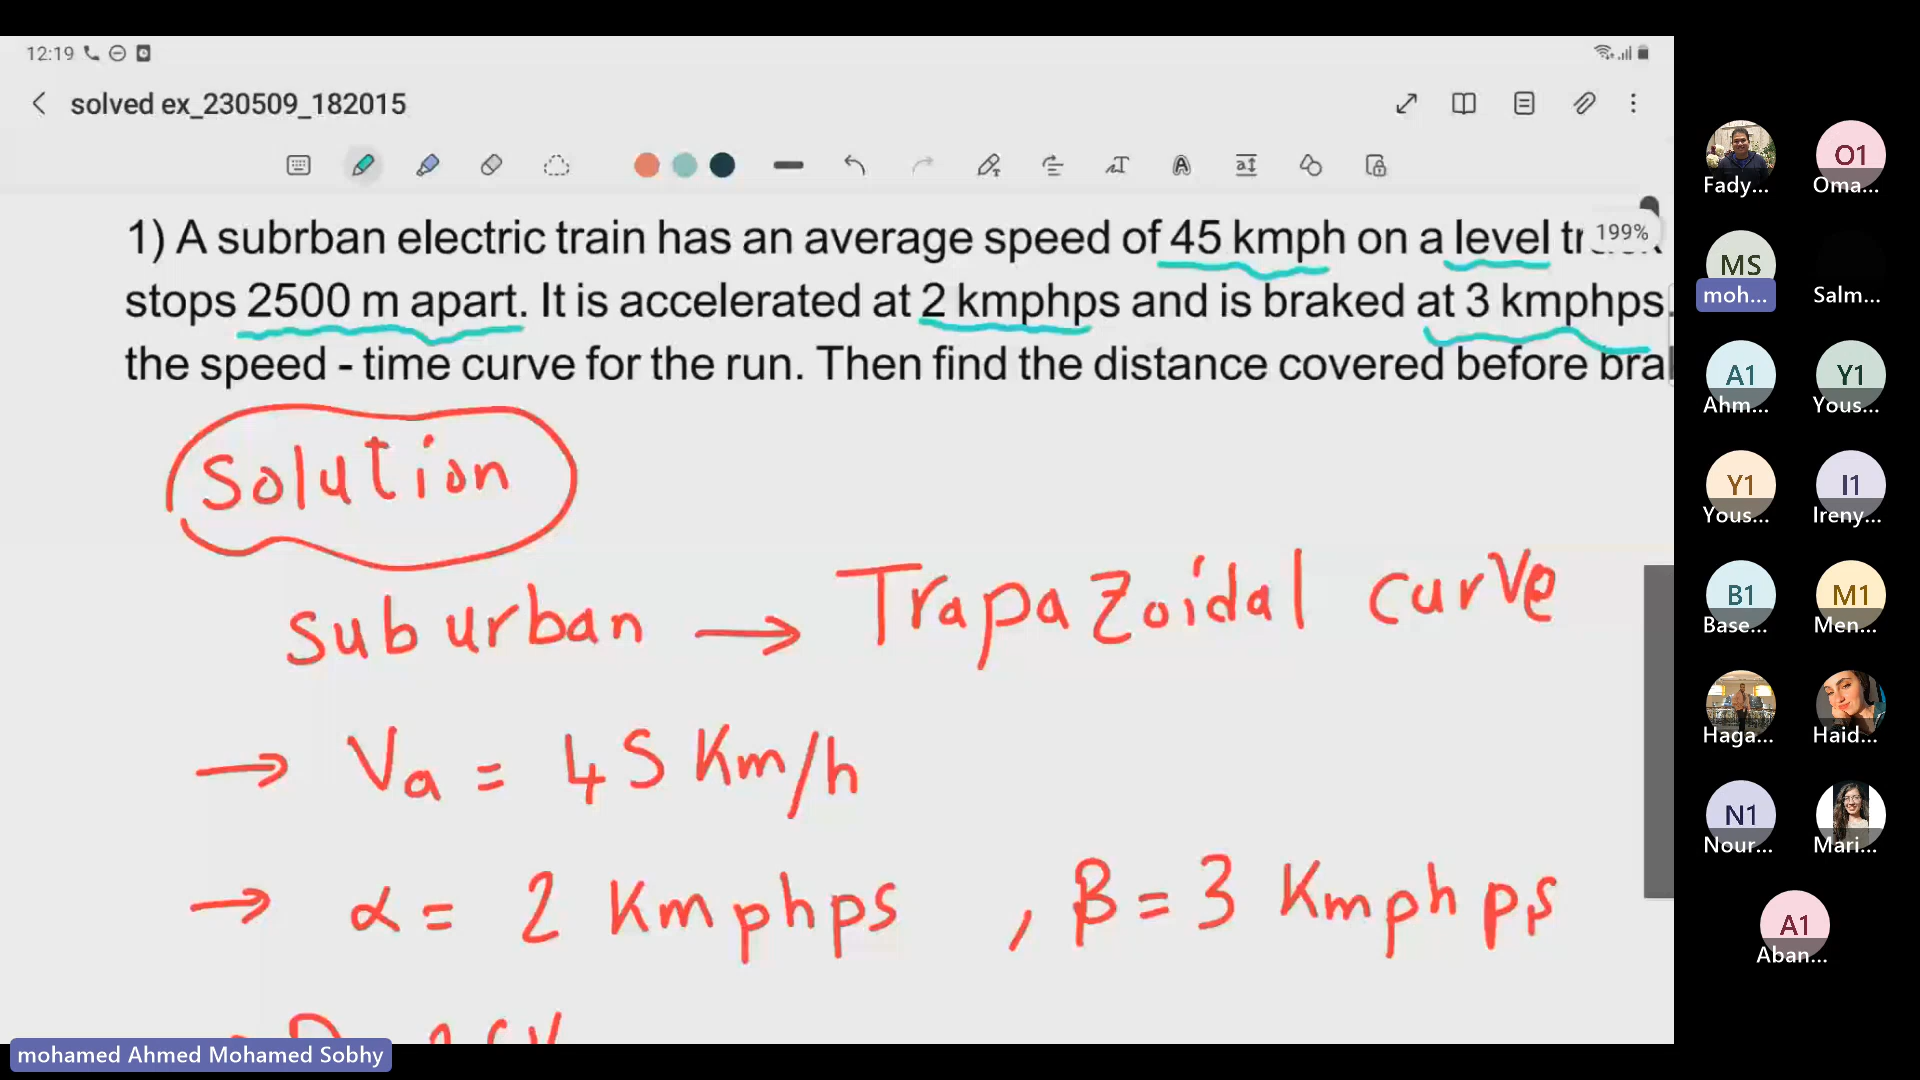 12:19
solved ex_230509_182015
199%
1) A subrban electric train has an average speed of 45 kmph on a level
stops 2500 m apart. It is accelerated at 2 kmphps and is braked at 3 kmphps.
the speed - time curve for the run. Then find the distance covered before
Solution
suburban → Trapazoidal curve
→ Va = 45 Km/h
→ α = 2 Kmphps , β = 3 Kmphps
mohamed Ahmed Mohamed Sobhy
Fady...
O1
Oma...
MS
moh...
Salm...
A1
Ahm...
Y1
Yous...
Y1
Yous...
I1
Ireny...
B1
Base...
M1
Men...
Haga...
Haid...
N1
Nour...
Mari...
A1
Aban...